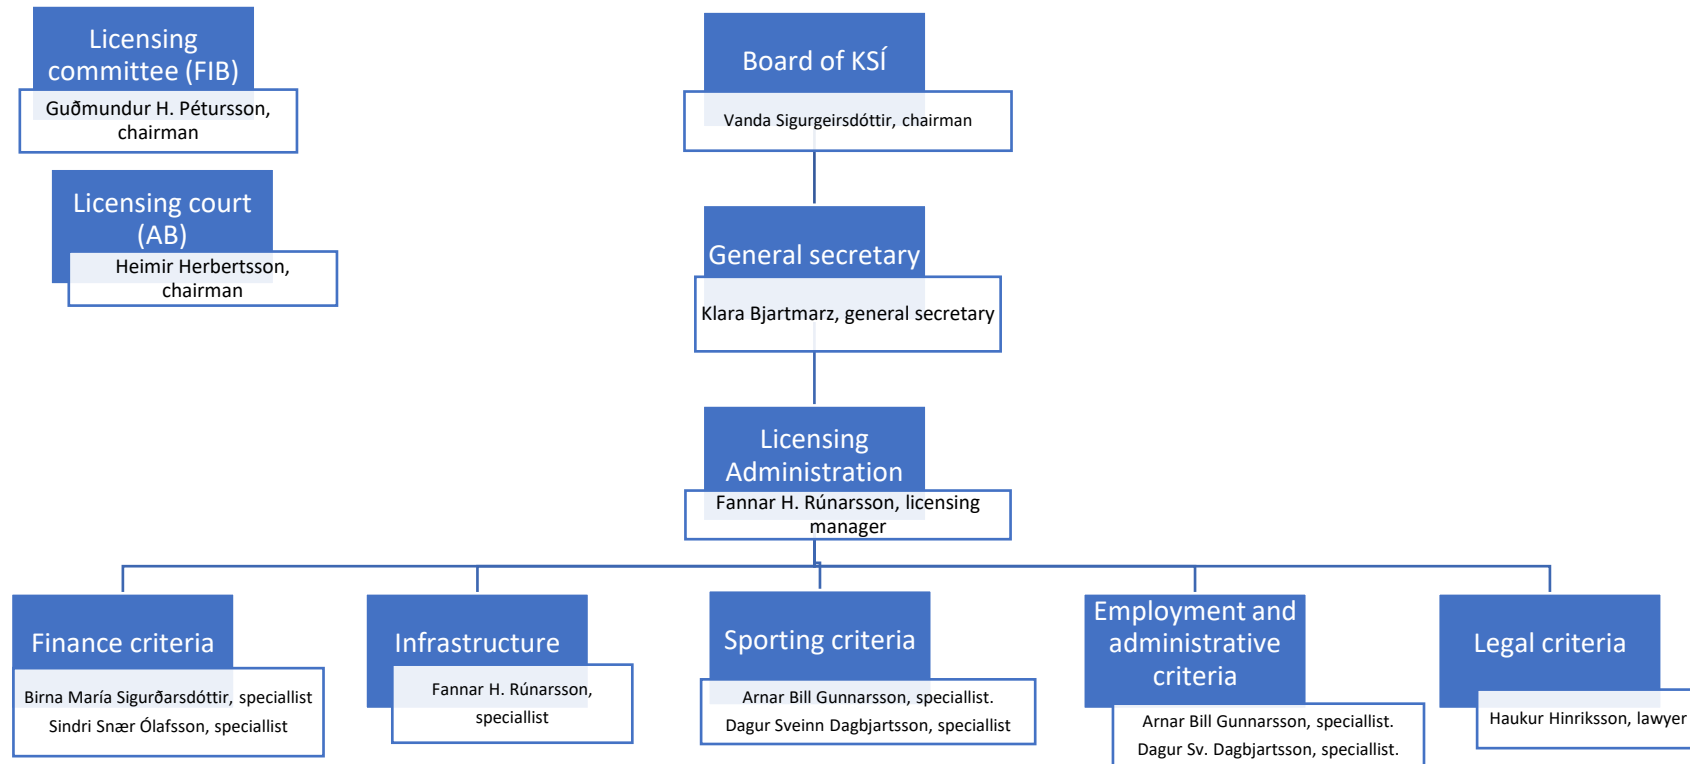 Licensing
committee (FIB)
Guðmundur H. Pétursson,
chairman
Licensing court
(AB)
Heimir Herbertsson,
chairman
Board of KSÍ
Vanda Sigurgeirsdóttir, chairman
General secretary
Klara Bjartmarz, general secretary
Licensing
Administration
Fannar H. Rúnarsson, licensing
manager
Finance criteria
Birna María Sigurðarsdóttir, speciallist
Sindri Snær Ólafsson, speciallist
Infrastructure
Fannar H. Rúnarsson,
speciallist
Sporting criteria
Arnar Bill Gunnarsson, speciallist.
Dagur Sveinn Dagbjartsson, speciallist
Employment and
administrative
criteria
Arnar Bill Gunnarsson, speciallist.
Dagur Sv. Dagbjartsson, speciallist.
Legal criteria
Haukur Hinriksson, lawyer